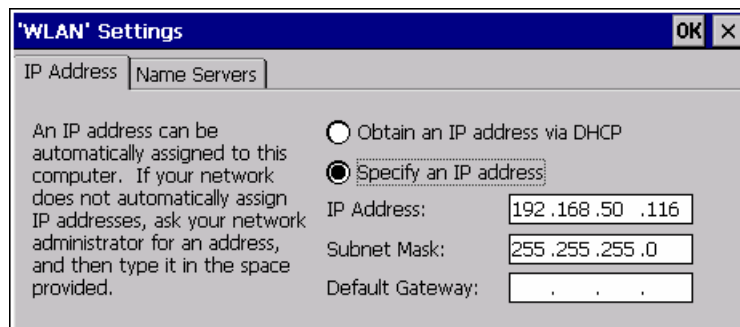 'WLAN' Settings
OK ×
IP Address Name Servers
An IP address can be
automatically assigned to this
computer. If your network
does not automatically assign
IP addresses, ask your network
administrator for an address,
and then type it in the space
provided.
Obtain an IP address via DHCP
Specify an IP address
IP Address: 192 .168 .50 .116
Subnet Mask: 255 .255 .255 .0
Default Gateway: . . .